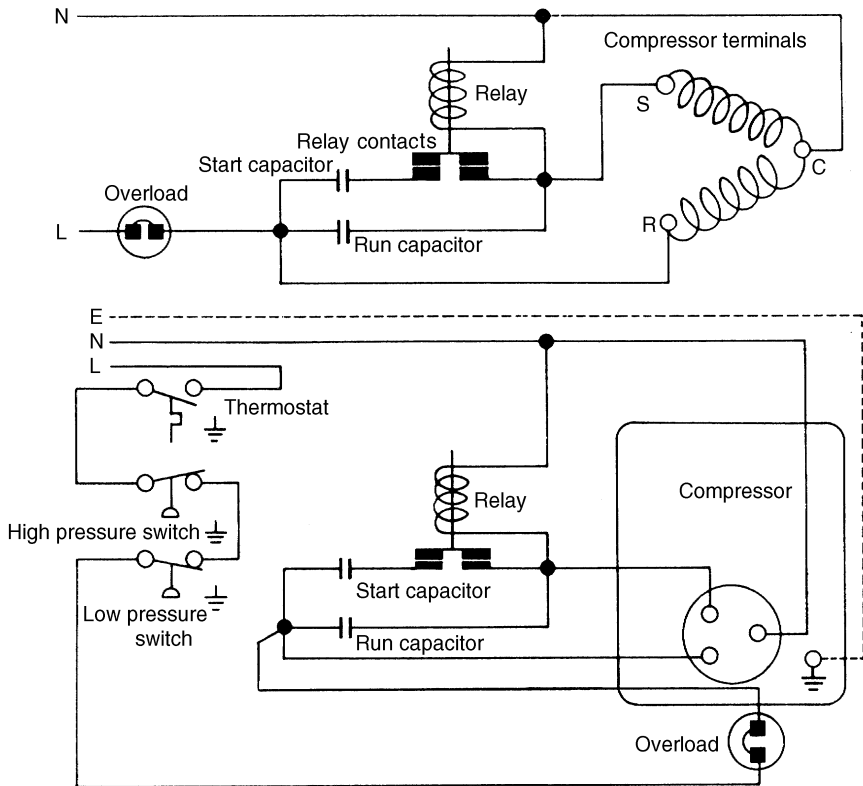 N
Compressor terminals
Relay
S
Relay contacts
Start capacitor
C
Overload
R
L
Run capacitor
E
N
L
Thermostat
Compressor
Relay
High pressure switch
Start capacitor
Low pressure
switch
Run capacitor
Overload